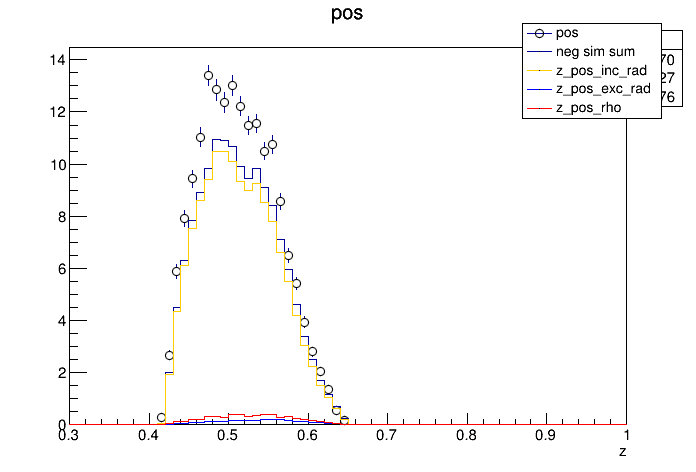 pos
pos
neg sim sum
z_pos_inc_rad
z_pos_exc_rad
z_pos_rho
70
27
76
14
12
10
8
6
4
2
0
0.3 0.4 0.5 0.6 0.7 0.8 0.9 1
z